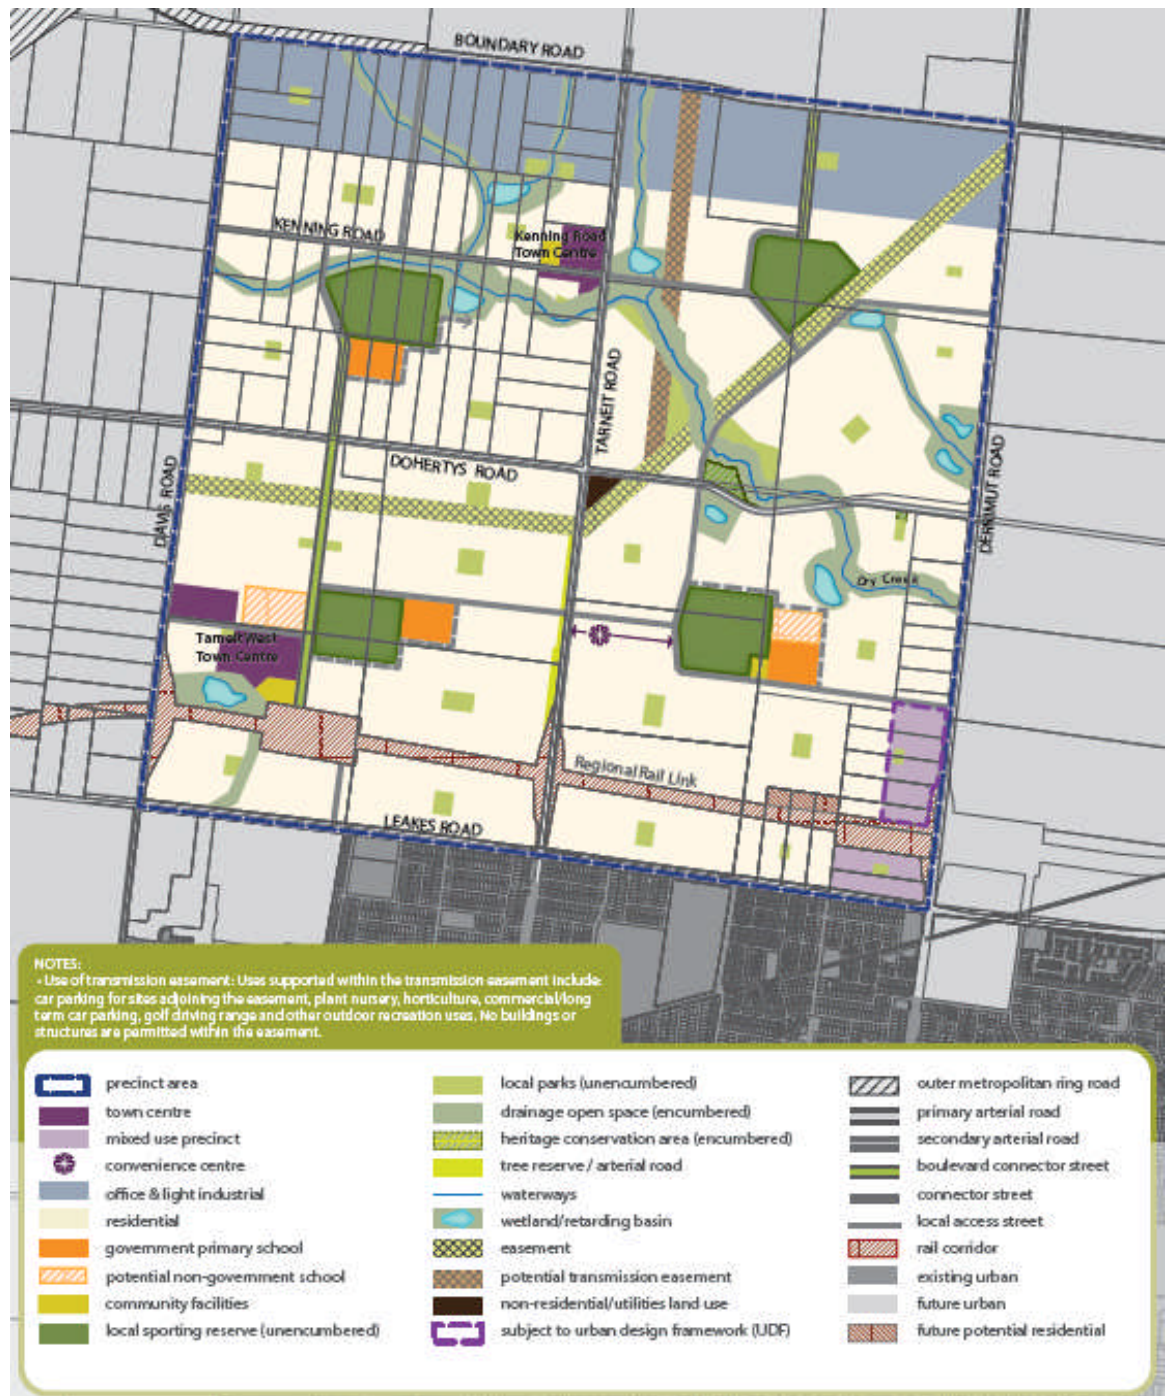 BOUNDARY ROAD
KENNING ROAD
Kenning Road
Town Centre
TARNEIT ROAD
DOHERTYS ROAD
DAVIS ROAD
DERRIMUT ROAD
Dry Creek
Tarneit West
Town Centre
Regional Rail Link
LEAKES ROAD
NOTES:
• Use of transmission easement: Uses supported within the transmission easement include:
car parking for sites adjoining the easement, plant nursery, horticulture, commercial/long
term car parking, golf driving range and other outdoor recreation uses. No buildings or
structures are permitted within the easement.
precinct area
town centre
mixed use precinct
convenience centre
office & light industrial
residential
government primary school
potential non-government school
community facilities
local sporting reserve (unencumbered)
local parks (unencumbered)
drainage open space (encumbered)
heritage conservation area (encumbered)
tree reserve / arterial road
waterways
wetland/retarding basin
easement
potential transmission easement
non-residential/utilities land use
subject to urban design framework (UDF)
outer metropolitan ring road
primary arterial road
secondary arterial road
boulevard connector street
connector street
local access street
rail corridor
existing urban
future urban
future potential residential